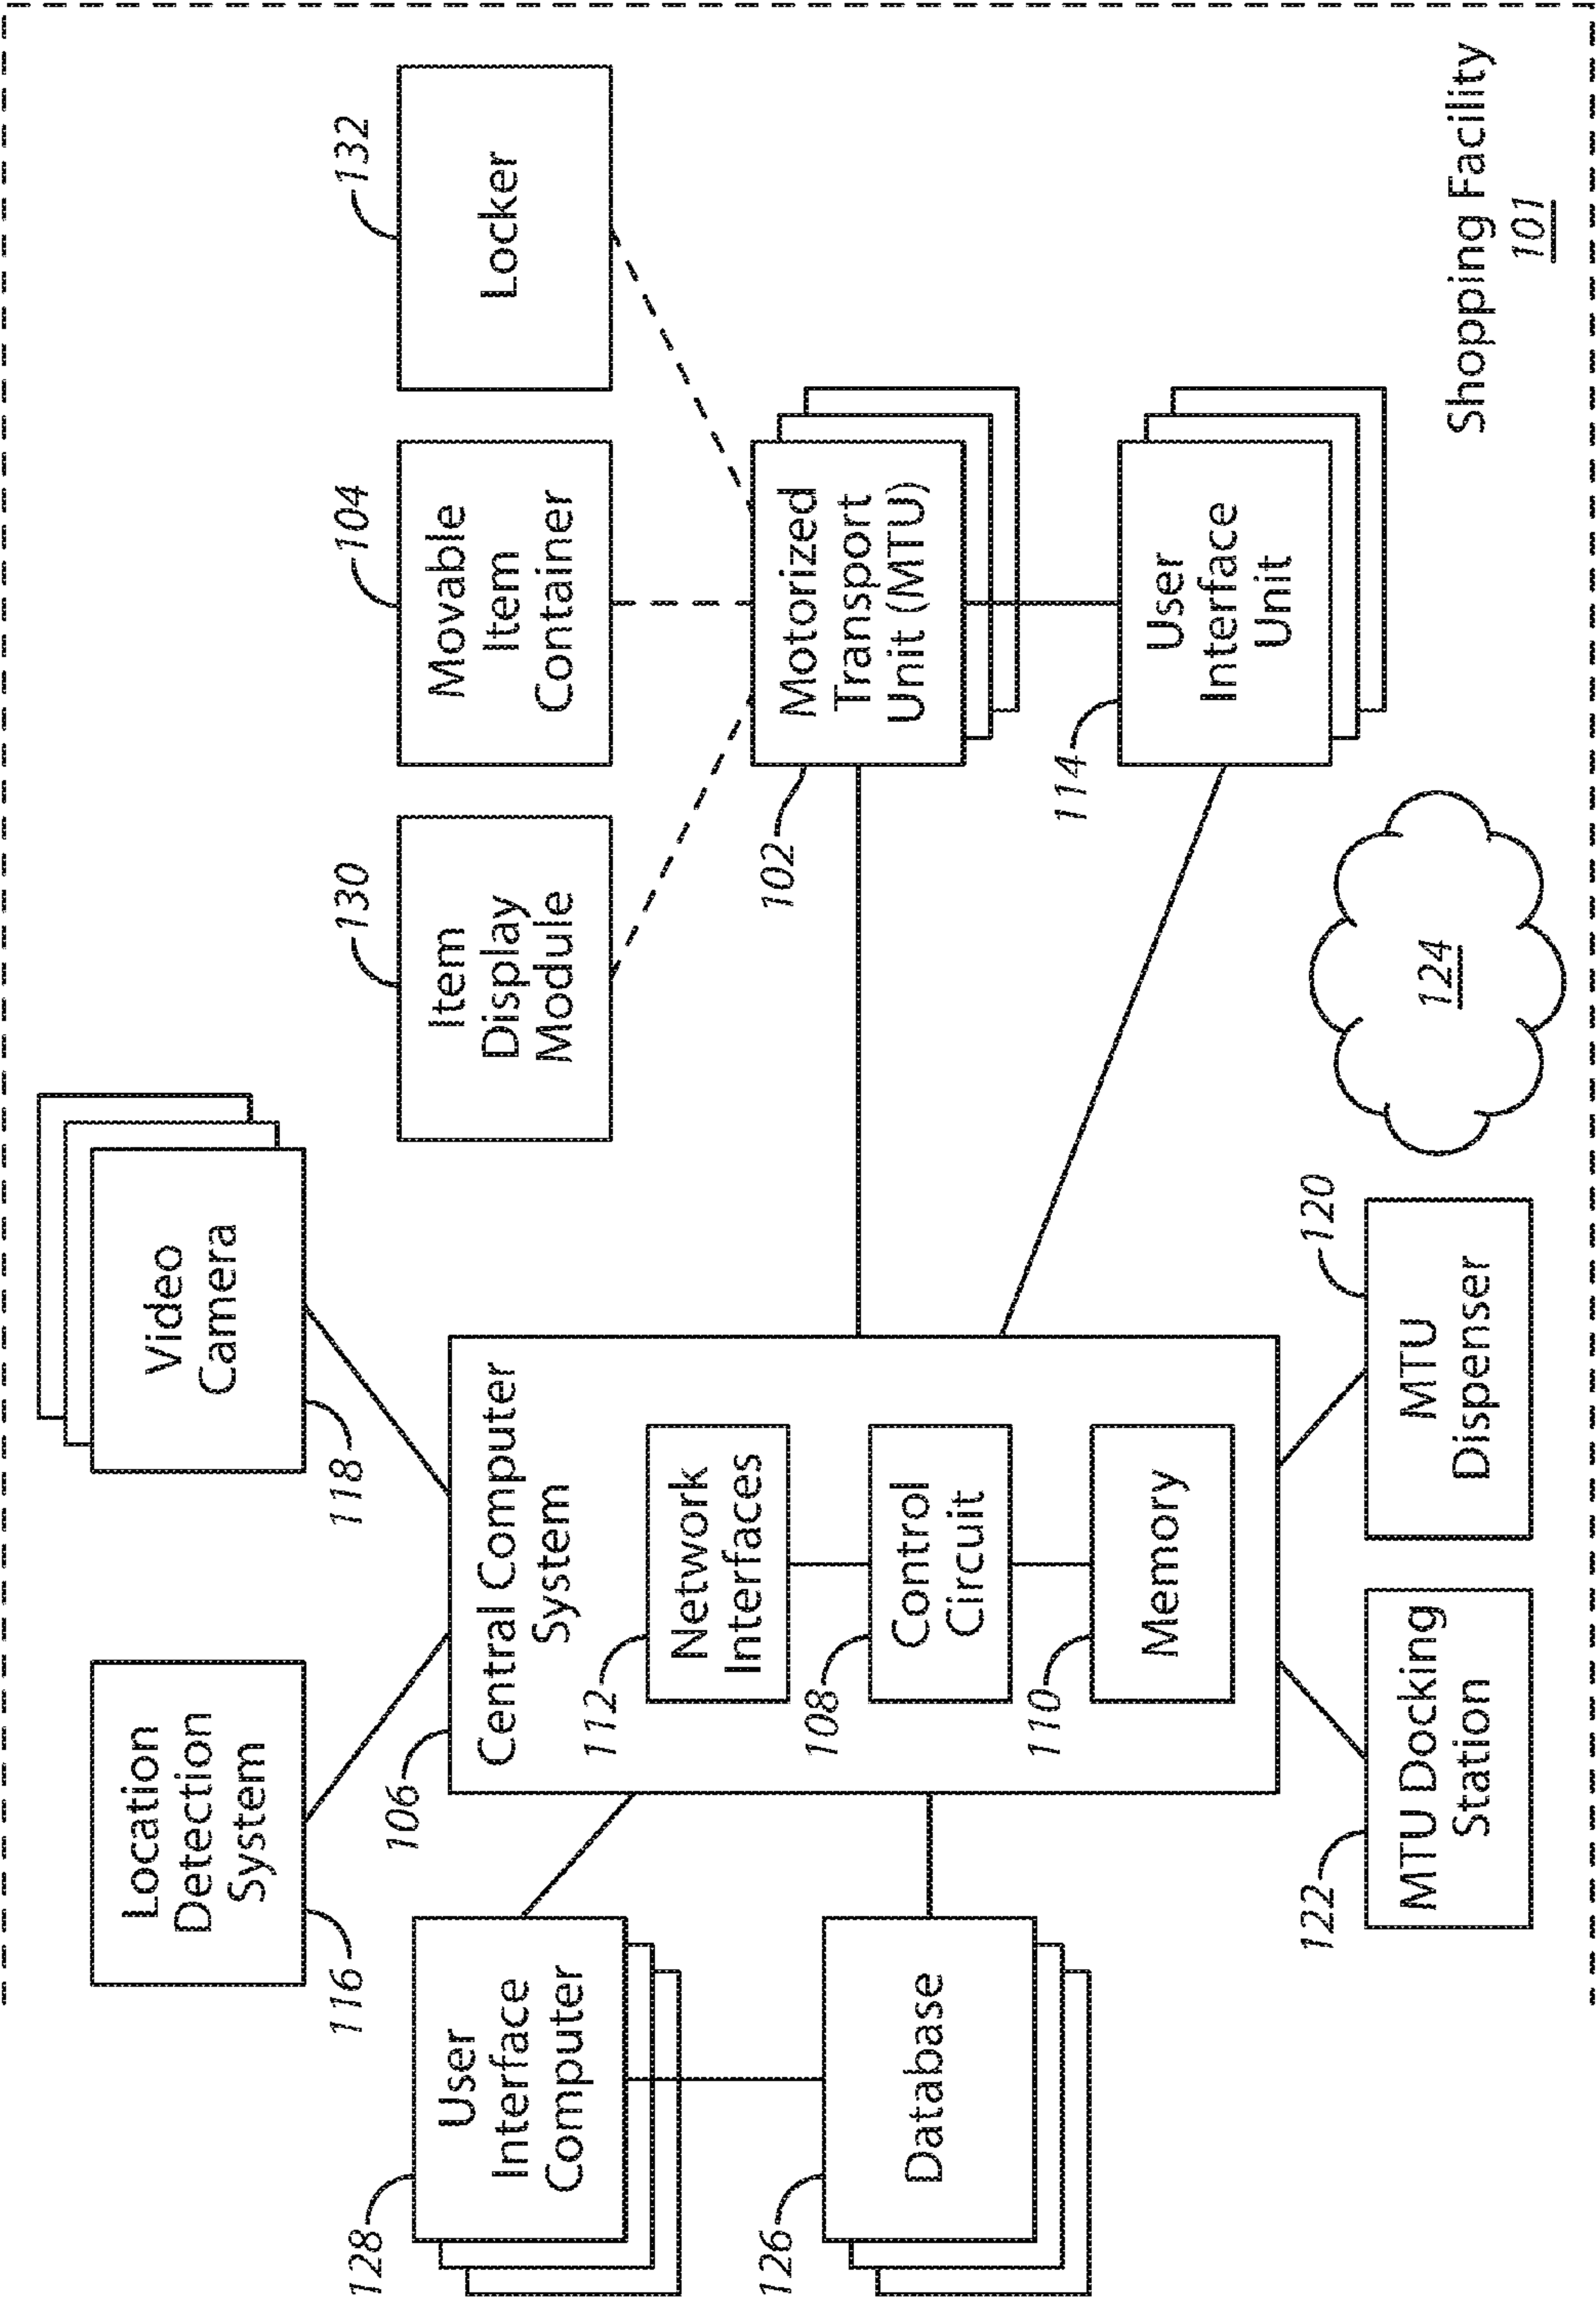 Location
Detection
System
116
Video
Camera
118
128
User
Interface
Computer
126
Database
106
Central Computer
System
112
Network
Interfaces
108
Control
Circuit
110
Memory
122
MTU Docking
Station
MTU
Dispenser
120
124
130
Item
Display
Module
104
Movable
Item
Container
132
Locker
102
Motorized
Transport
Unit (MTU)
114
User
Interface
Unit
Shopping Facility
101